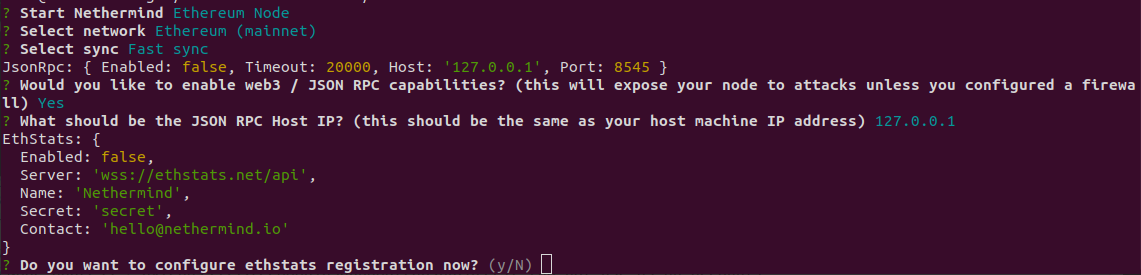 ? Start Nethermind Ethereum Node
? Select network Ethereum (mainnet)
? Select sync Fast sync
JsonRpc: { Enabled: false, Timeout: 20000, Host: '127.0.0.1', Port: 8545 }
? Would you like to enable web3 / JSON RPC capabilities? (this will expose your node to attacks unless you configured a firewa
ll) Yes
? What should be the JSON RPC Host IP? (this should be the same as your host machine IP address) 127.0.0.1
EthStats: {
  Enabled: false,
  Server: 'wss://ethstats.net/api',
  Name: 'Nethermind',
  Secret: 'secret',
  Contact: 'hello@nethermind.io'
}
? Do you want to configure ethstats registration now? (y/N)